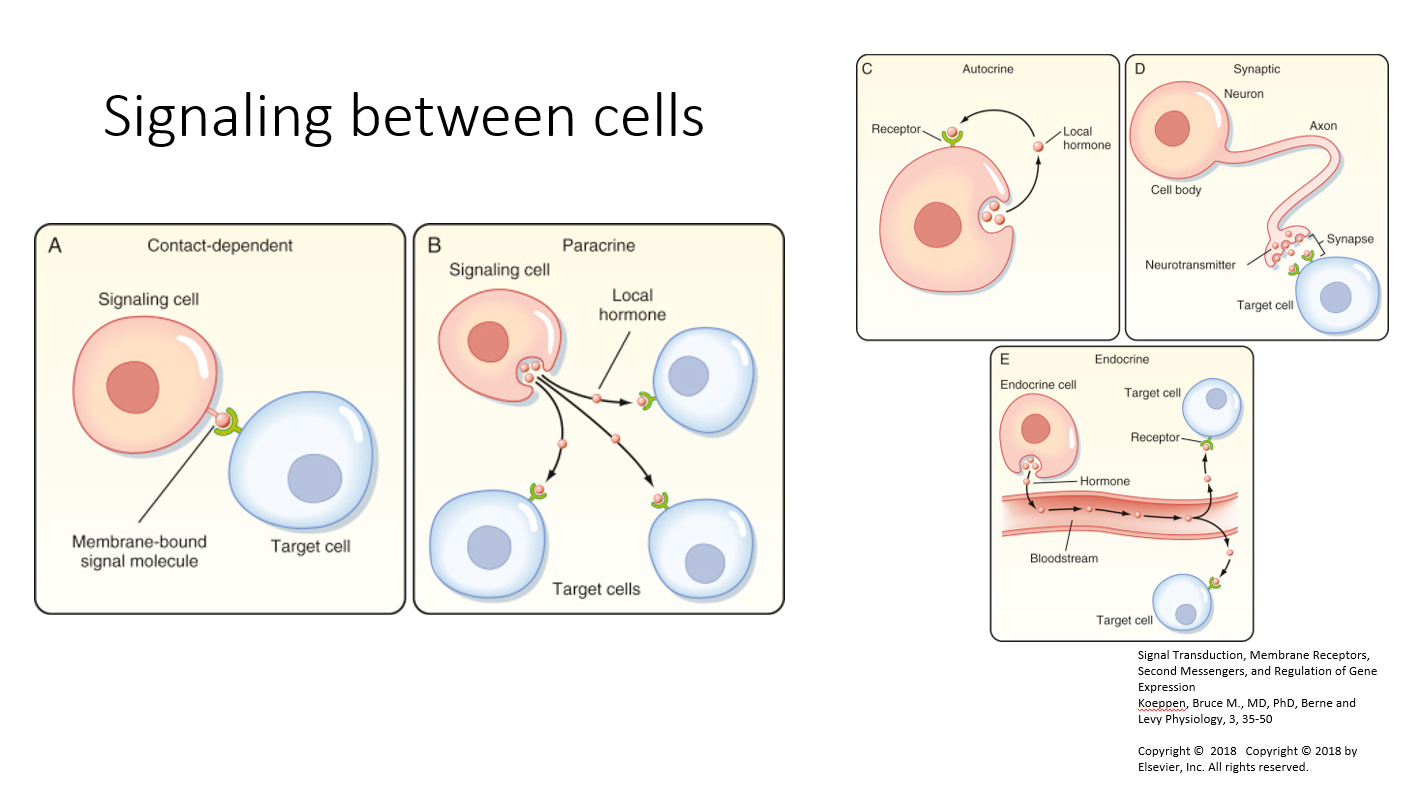 Signaling between cells
A
Contact-dependent
Signaling cell
Membrane-bound
signal molecule
Target cell
B
Paracrine
Signaling cell
Local
hormone
Target cells
C
Autocrine
Receptor
Local
hormone
D
Synaptic
Neuron
Axon
Cell body
Synapse
Neurotransmitter
Target cell
E
Endocrine
Endocrine cell
Target cell
Receptor
Hormone
Bloodstream
Target cell
Signal Transduction, Membrane Receptors,
Second Messengers, and Regulation of Gene
Expression
Koeppen, Bruce M., MD, PhD, Berne and
Levy Physiology, 3, 35-50
Copyright © 2018 Copyright © 2018 by
Elsevier, Inc. All rights reserved.